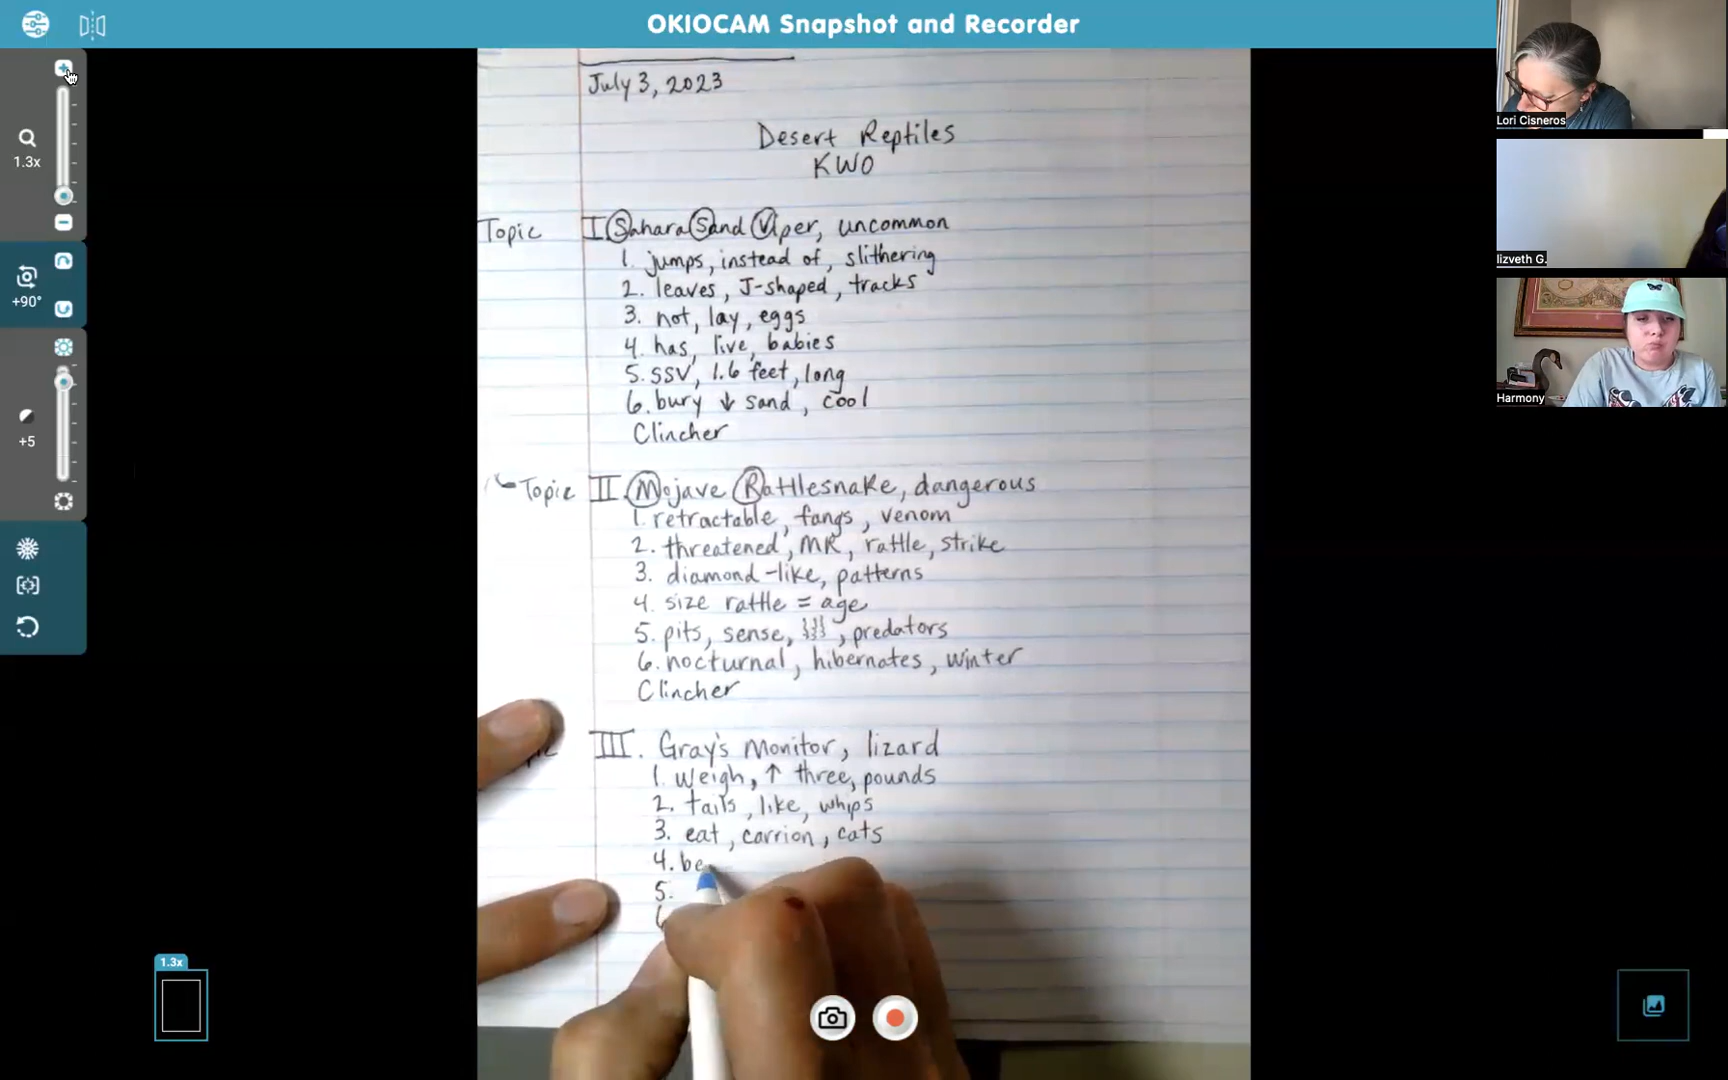 OKIOCAM Snapshot and Recorder
1.3x
+90°
+5
1.3x
July 3, 2023
Desert Reptiles
KWO
Topic I Sahara Sand Viper, uncommon
1. jumps, instead of, slithering
2. leaves, J-shaped, tracks
3. not, lay, eggs
4. has, live, babies
5. SSV, 1.6 feet, long
6. bury ↓ sand, cool
Clincher
Topic II. Mojave Rattlesnake, dangerous
1. retractable, fangs, venom
2. threatened, MR, rattle, strike
3. diamond-like, patterns
4. size rattle = age
5. pits, sense, , predators
6. nocturnal, hibernates, winter
Clincher
III. Gray's Monitor, lizard
1. weigh, ↑ three, pounds
2. tails, like, whips
3. eat, carrion, cats
4. be
5.
Lori Cisneros
lizveth G.
Harmony